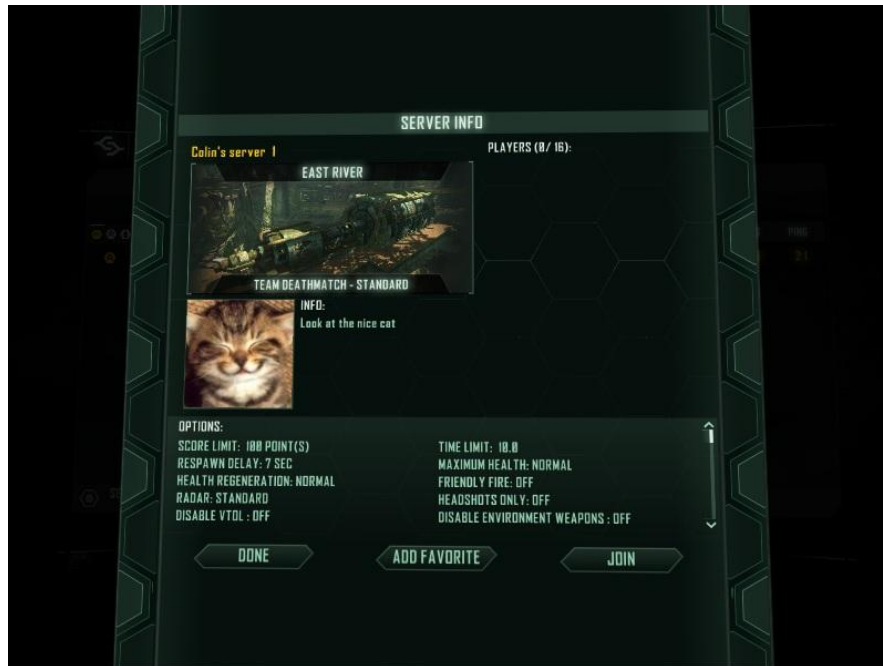 SERVER INFO
Colin's server 1
PLAYERS (0/ 16):
EAST RIVER
TEAM DEATHMATCH - STANDARD
INFO:
Look at the nice cat
OPTIONS:
SCORE LIMIT: 100 POINT(S)
TIME LIMIT: 10.0
RESPAWN DELAY: 7 SEC
MAXIMUM HEALTH: NORMAL
HEALTH REGENERATION: NORMAL
FRIENDLY FIRE: OFF
RADAR: STANDARD
HEADSHOTS ONLY: OFF
DISABLE VTOL : OFF
DISABLE ENVIRONMENT WEAPONS : OFF
DONE
ADD FAVORITE
JOIN
PING
21